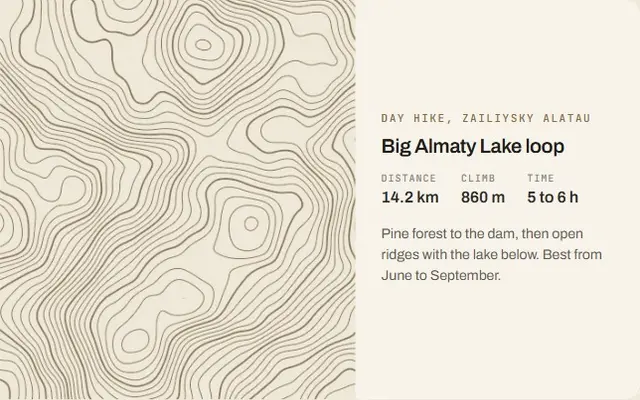 DAY HIKE, ZAILIYSKY ALATAU
Big Almaty Lake loop
DISTANCE CLIMB TIME
14.2 km 860 m 5 to 6 h
Pine forest to the dam, then open
ridges with the lake below. Best from
June to September.